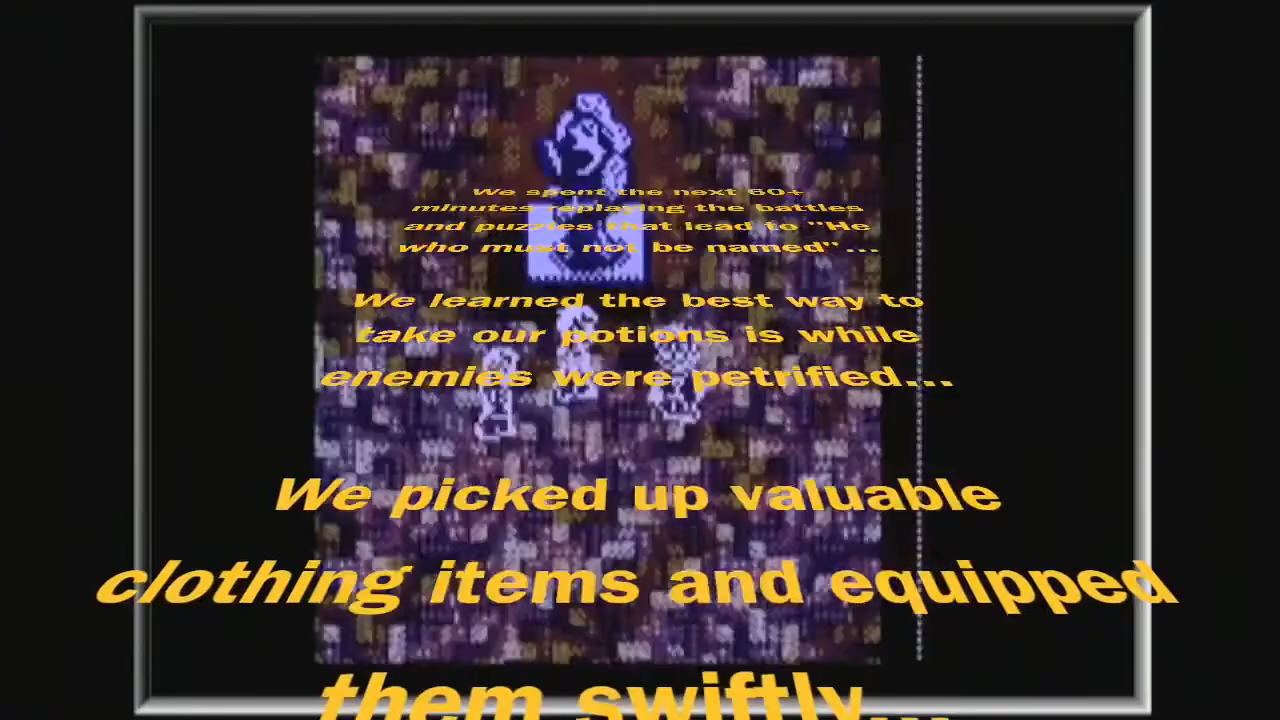 We spent the next 60+
minutes replaying the battles
and puzzles that lead to "He
who must not be named"...
We learned the best way to
take our potions is while
enemies were petrified...
We picked up valuable
clothing items and equipped
them swiftly...